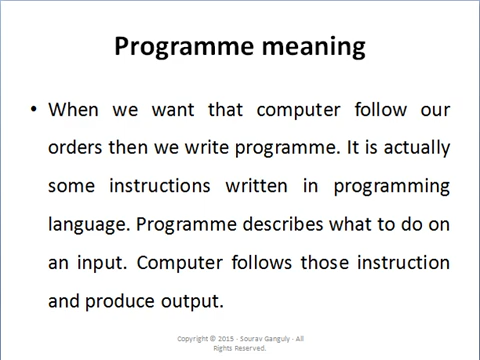 Programme meaning
• When we want that computer follow our
orders then we write programme. It is actually
some instructions written in programming
language. Programme describes what to do on
an input. Computer follows those instruction
and produce output.
Copyright © 2015 - Sourav Ganguly - All
Rights Reserved.